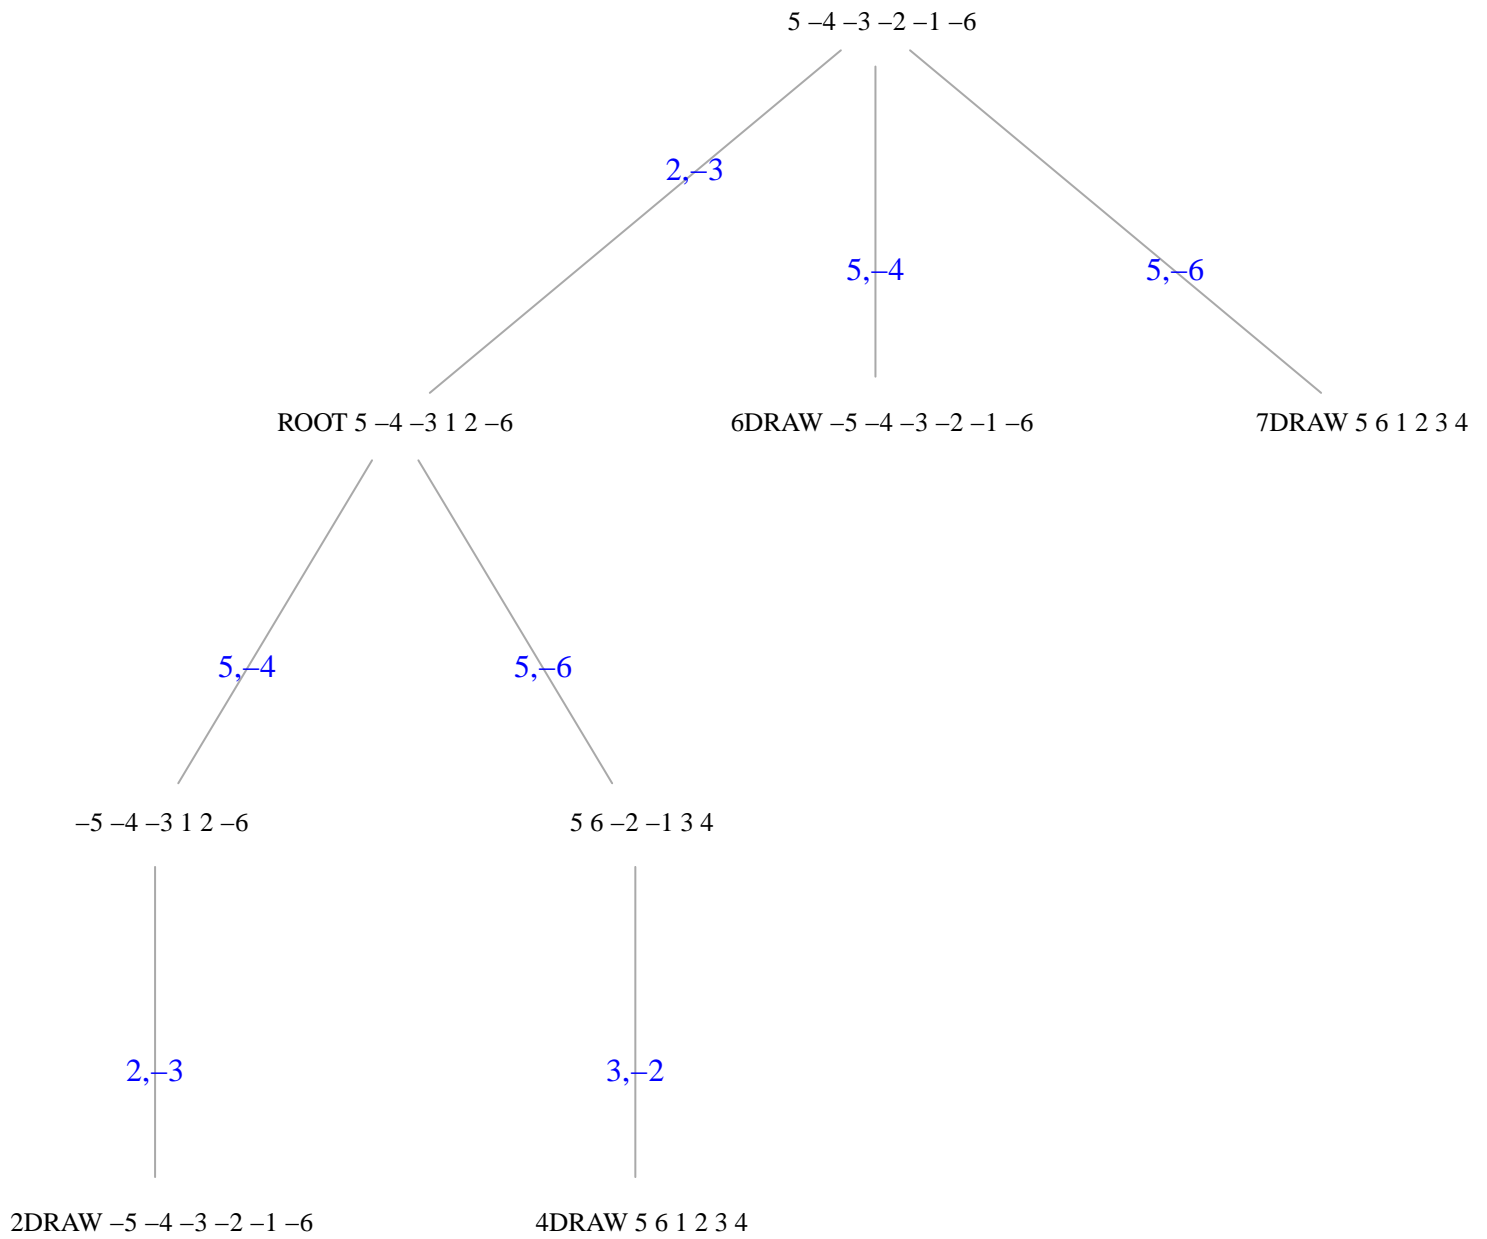 5 –4 –3 –2 –1 –6
2,–3
5,–4
5,–6
ROOT 5 –4 –3 1 2 –6
6DRAW –5 –4 –3 –2 –1 –6
7DRAW 5 6 1 2 3 4
5,–4
5,–6
–5 –4 –3 1 2 –6
5 6 –2 –1 3 4
2,–3
3,–2
2DRAW –5 –4 –3 –2 –1 –6
4DRAW 5 6 1 2 3 4